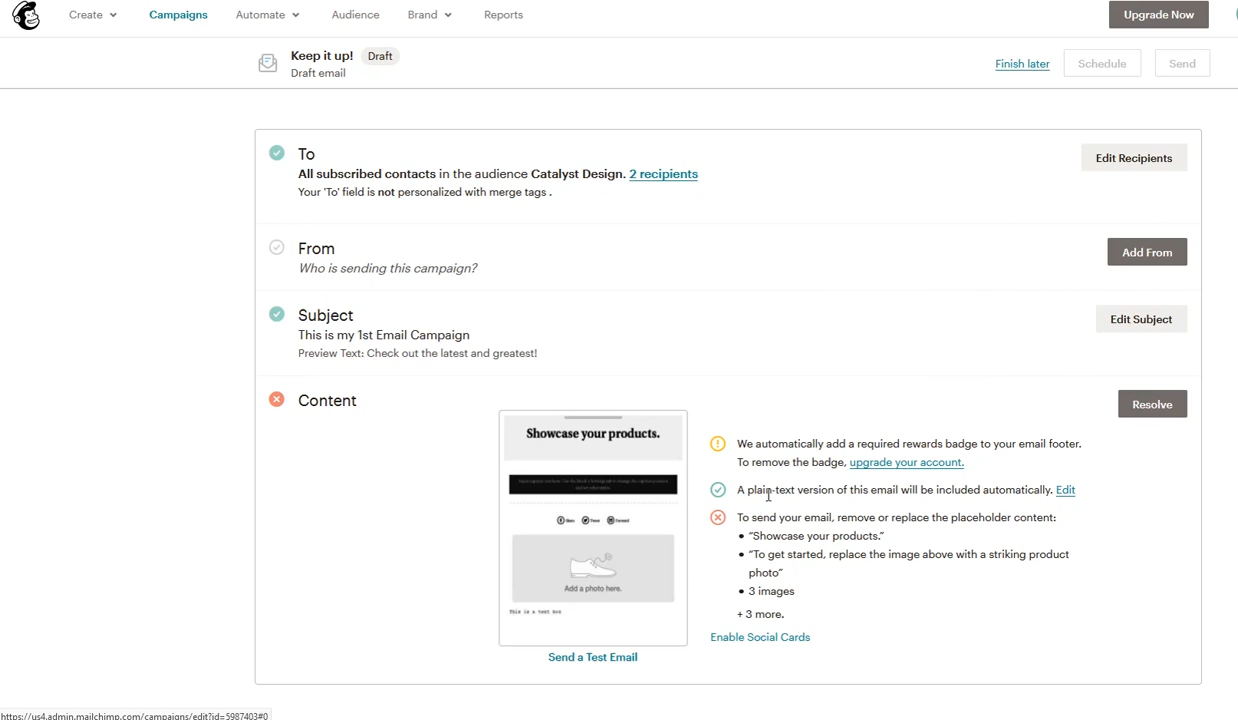 Create
Campaigns
Automate
Audience
Brand
Reports
Upgrade Now
Keep it up!
Draft
Draft email
Finish later
Schedule
Send
To
All subscribed contacts in the audience Catalyst Design. 2 recipients
Your 'To' field is not personalized with merge tags .
Edit Recipients
From
Who is sending this campaign?
Add From
Subject
This is my 1st Email Campaign
Preview Text: Check out the latest and greatest!
Edit Subject
Content
Resolve
Showcase your products.
Add a photo here.
This is a text box
Send a Test Email
We automatically add a required rewards badge to your email footer.
To remove the badge, upgrade your account.
A plain-text version of this email will be included automatically. Edit
To send your email, remove or replace the placeholder content:
• “Showcase your products.”
• “To get started, replace the image above with a striking product
photo”
• 3 images
+ 3 more.
Enable Social Cards
https://us4.admin.mailchimp.com/campaigns/edit?id=5987403#0